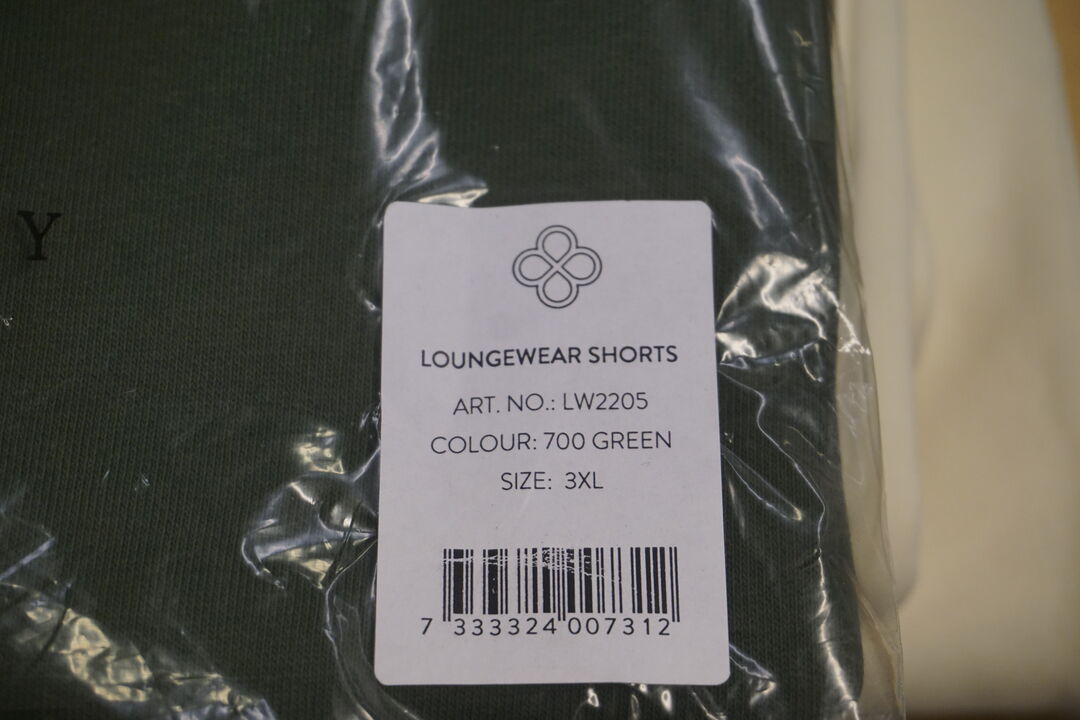 Y
LOUNGEWEAR SHORTS
ART. NO.: LW2205
COLOUR: 700 GREEN
SIZE: 3XL
7 333324 007312